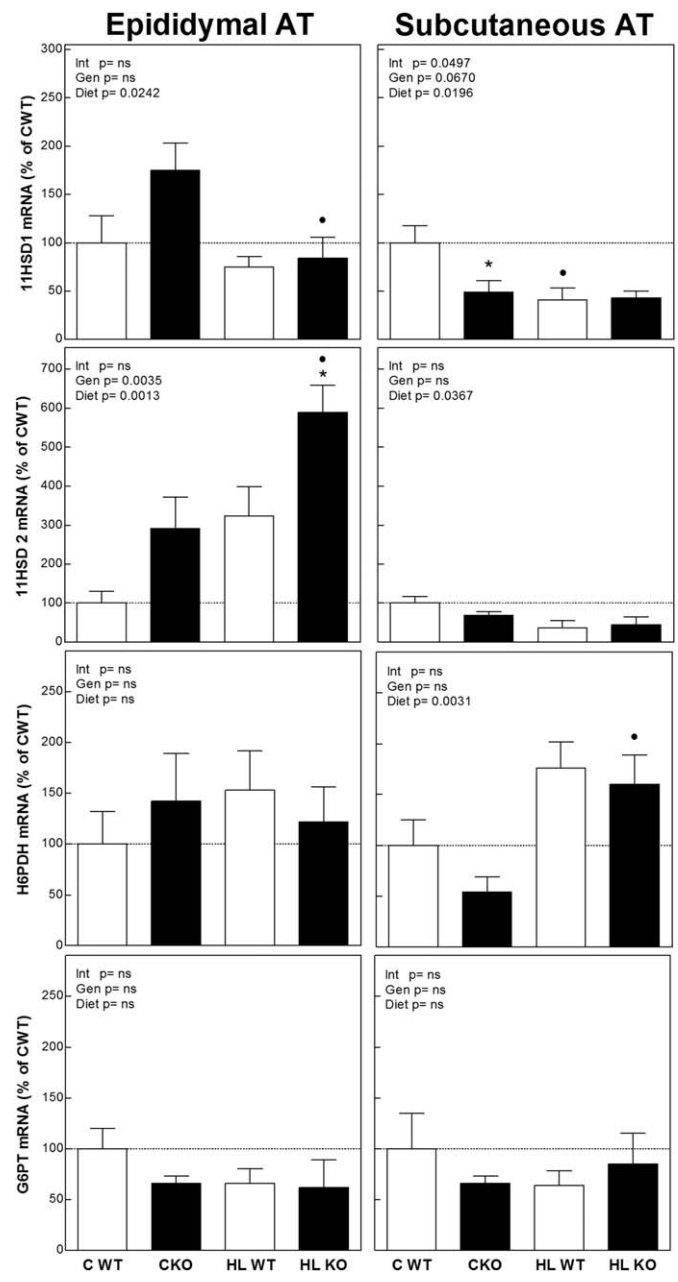 Epididymal AT
Subcutaneous AT
11HSD1 mRNA (% of CWT)
300
250
200
150
100
50
0
Int p= ns
Gen p= ns
Diet p= 0.0242
•
Int p= 0.0497
Gen p= 0.0670
Diet p= 0.0196
*
•
11HSD 2 mRNA (% of CWT)
700
600
500
400
300
200
100
0
Int p= ns
Gen p= 0.0035
Diet p= 0.0013
•
*
Int p= ns
Gen p= ns
Diet p= 0.0367
H6PDH mRNA (% of CWT)
250
200
150
100
50
0
Int p= ns
Gen p= ns
Diet p= ns
Int p= ns
Gen p= ns
Diet p= 0.0031
•
G6PT mRNA (% of CWT)
250
200
150
100
50
0
Int p= ns
Gen p= ns
Diet p= ns
Int p= ns
Gen p= ns
Diet p= ns
C WT CKO HL WT HL KO
C WT CKO HL WT HL KO